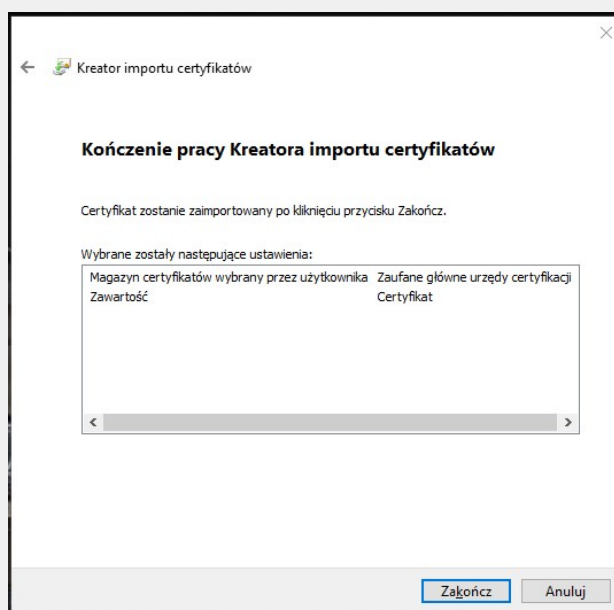 Kreator importu certyfikatów
Kończenie pracy Kreatora importu certyfikatów
Certyfikat zostanie zaimportowany po kliknięciu przycisku Zakończ.
Wybrane zostały następujące ustawienia:
Magazyn certyfikatów wybrany przez użytkownika Zaufane główne urzędy certyfikacji
Zawartość Certyfikat
Zakończ Anuluj